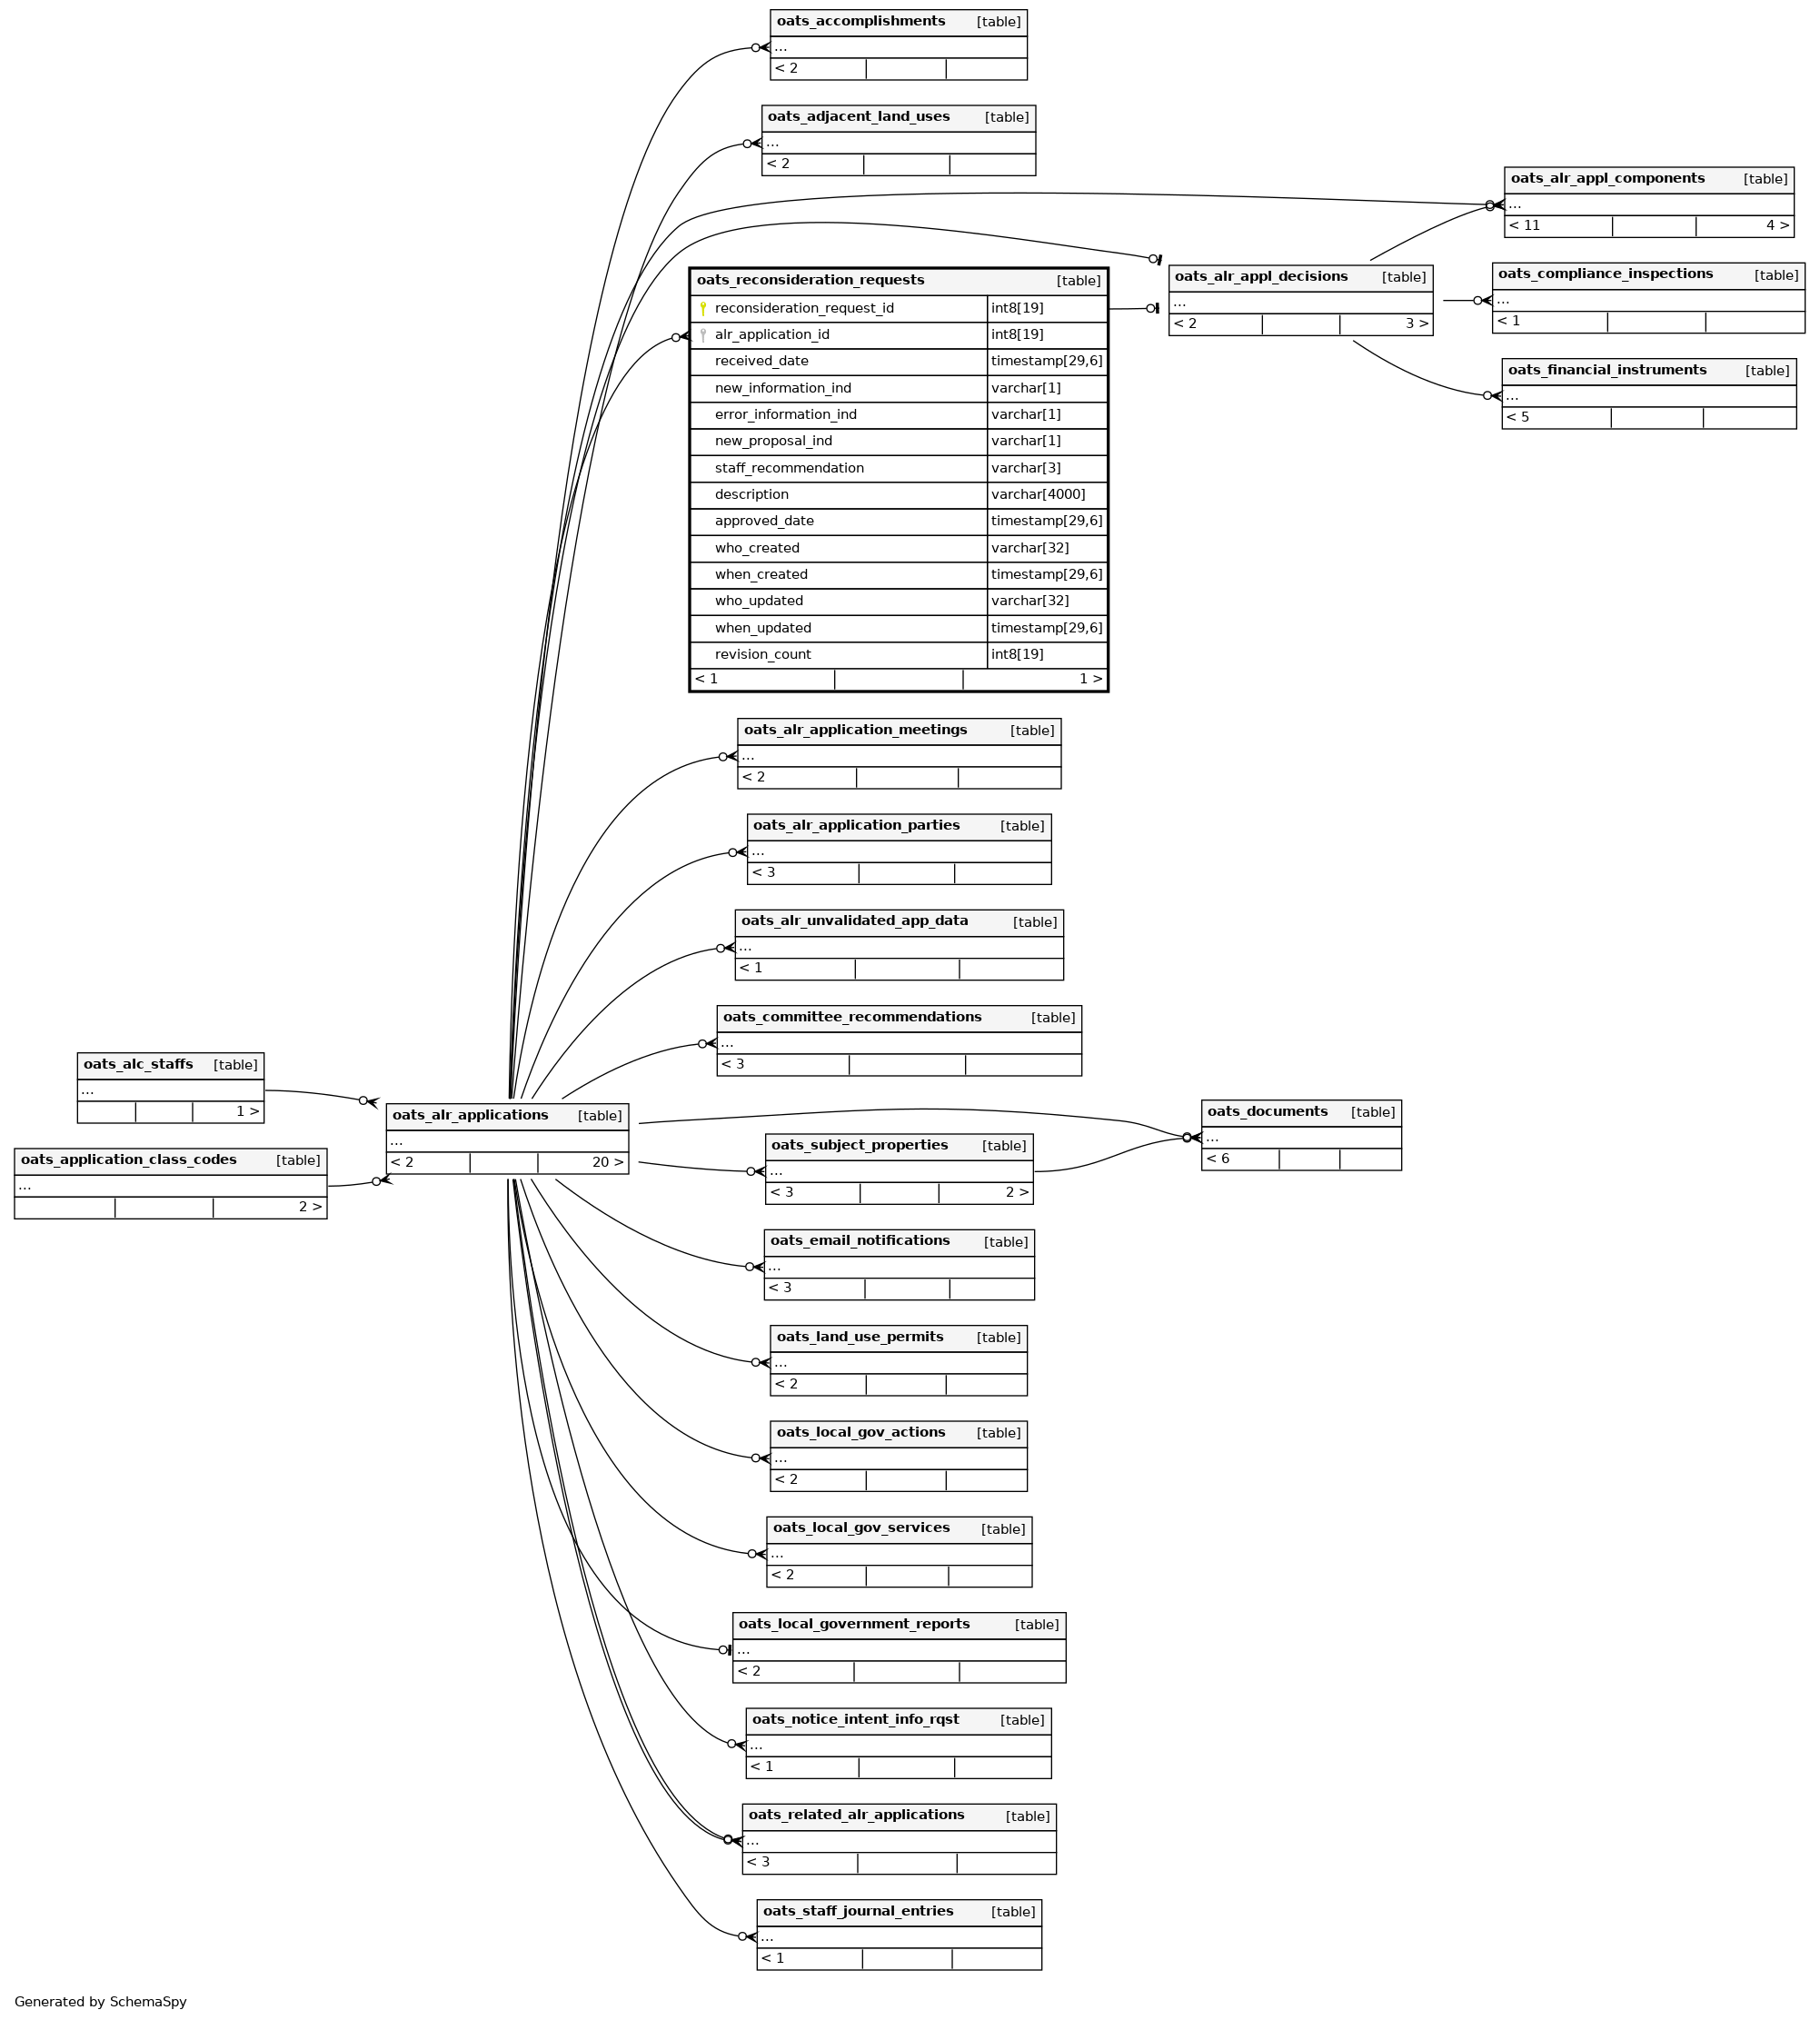 oats_accomplishments [table]
...
< 2
oats_adjacent_land_uses [table]
...
< 2
oats_alr_appl_components [table]
...
< 11 4 >
oats_alr_appl_decisions [table]
...
< 2 3 >
oats_compliance_inspections [table]
...
< 1
oats_financial_instruments [table]
...
< 5
oats_reconsideration_requests [table]
reconsideration_request_id int8[19]
alr_application_id int8[19]
received_date timestamp[29,6]
new_information_ind varchar[1]
error_information_ind varchar[1]
new_proposal_ind varchar[1]
staff_recommendation varchar[3]
description varchar[4000]
approved_date timestamp[29,6]
who_created varchar[32]
when_created timestamp[29,6]
who_updated varchar[32]
when_updated timestamp[29,6]
revision_count int8[19]
< 1 1 >
oats_alr_application_meetings [table]
...
< 2
oats_alr_application_parties [table]
...
< 3
oats_alr_unvalidated_app_data [table]
...
< 1
oats_committee_recommendations [table]
...
< 3
oats_alc_staffs [table]
...
1 >
oats_application_class_codes [table]
...
2 >
oats_alr_applications [table]
...
< 2 20 >
oats_documents [table]
...
< 6
oats_subject_properties [table]
...
< 3 2 >
oats_email_notifications [table]
...
< 3
oats_land_use_permits [table]
...
< 2
oats_local_gov_actions [table]
...
< 2
oats_local_gov_services [table]
...
< 2
oats_local_government_reports [table]
...
< 2
oats_notice_intent_info_rqst [table]
...
< 1
oats_related_alr_applications [table]
...
< 3
oats_staff_journal_entries [table]
...
< 1
Generated by SchemaSpy